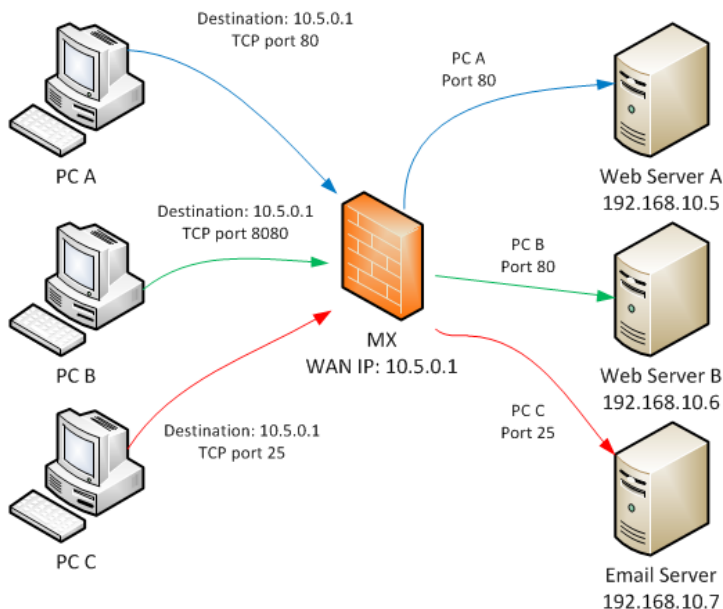 Destination: 10.5.0.1
TCP port 80
PC A
Port 80
PC A
Web Server A
192.168.10.5
Destination: 10.5.0.1
TCP port 8080
PC B
Port 80
MX
WAN IP: 10.5.0.1
PC B
Web Server B
192.168.10.6
Destination: 10.5.0.1
TCP port 25
PC C
Port 25
PC C
Email Server
192.168.10.7